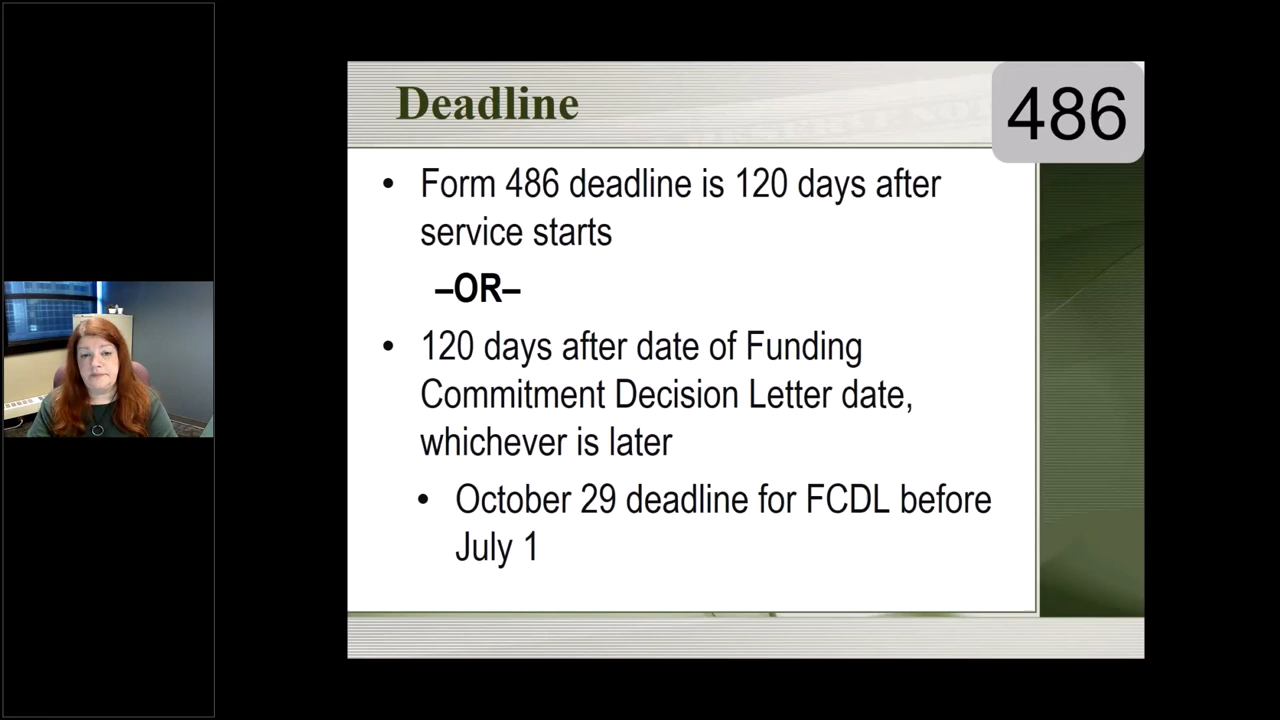 Deadline
486
• Form 486 deadline is 120 days after
service starts
–OR–
• 120 days after date of Funding
Commitment Decision Letter date,
whichever is later
• October 29 deadline for FCDL before
July 1